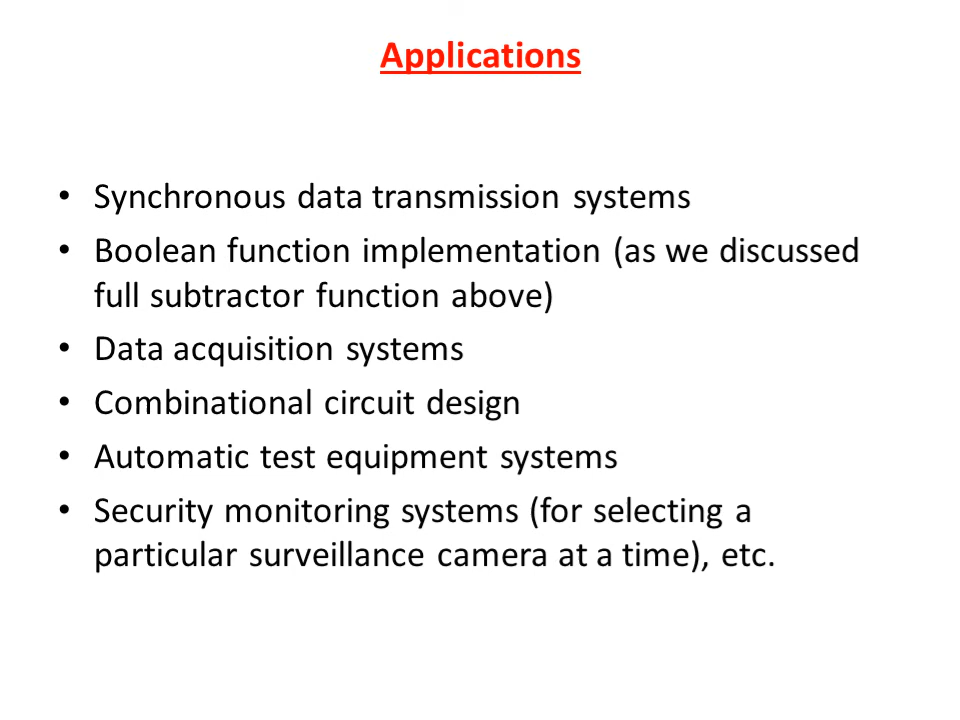 Applications
• Synchronous data transmission systems
• Boolean function implementation (as we discussed
full subtractor function above)
• Data acquisition systems
• Combinational circuit design
• Automatic test equipment systems
• Security monitoring systems (for selecting a
particular surveillance camera at a time), etc.